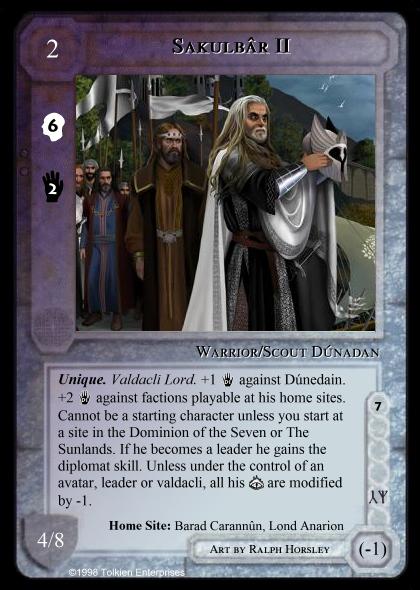 2
Sakulbâr II
6
2
Warrior/Scout Dúnadan
Unique. Valdacli Lord. +1 against Dúnedain.
+2 against factions playable at his home sites.
Cannot be a starting character unless you start at
a site in the Dominion of the Seven or The
Sunlands. If he becomes a leader he gains the
diplomat skill. Unless under the control of an
avatar, leader or valdacli, all his are modified
by -1.
7
Home Site: Barad Carannûn, Lond Anarion
4/8
Art by Ralph Horsley
(-1)
©1998 Tolkien Enterprises